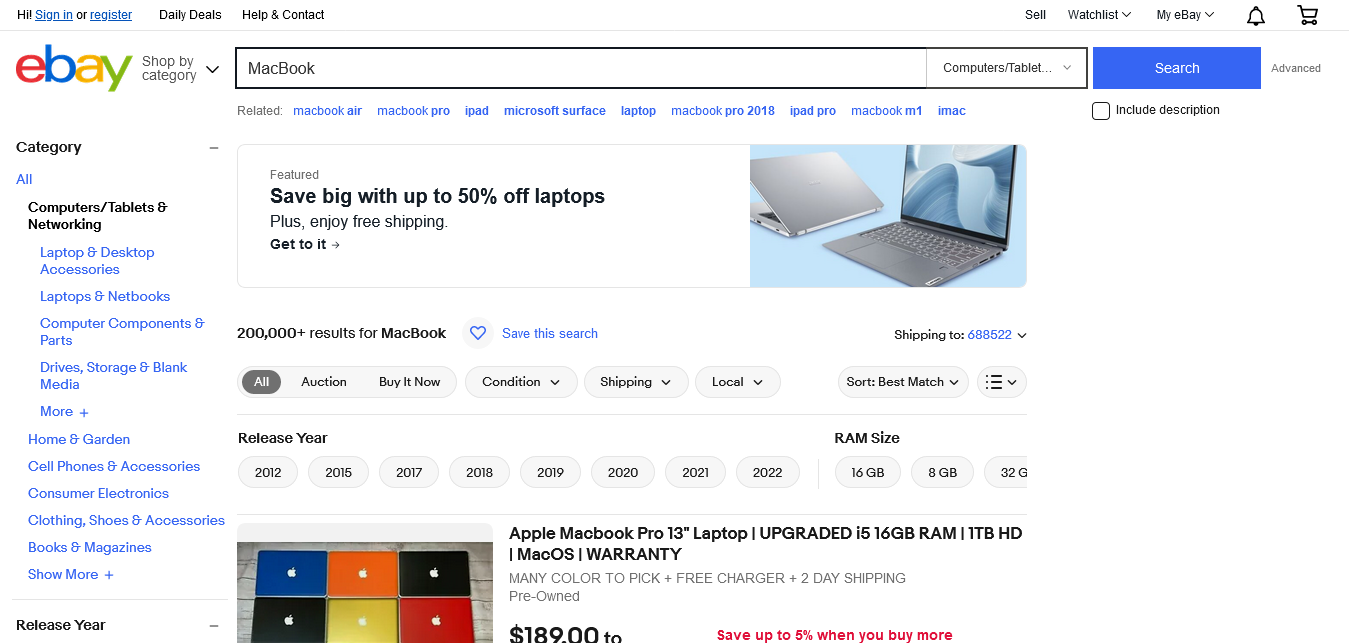 Hi! Sign in or register
Daily Deals
Help & Contact
Sell
Watchlist
My eBay
ebay
Shop by
category
MacBook
Computers/Tablet...
Search
Advanced
Related: macbook air macbook pro ipad microsoft surface laptop macbook pro 2018 ipad pro macbook m1 imac
Include description
Category
All
Computers/Tablets &
Networking
Laptop & Desktop
Accessories
Laptops & Netbooks
Computer Components &
Parts
Drives, Storage & Blank
Media
More +
Home & Garden
Cell Phones & Accessories
Consumer Electronics
Clothing, Shoes & Accessories
Books & Magazines
Show More +
Release Year
Featured
Save big with up to 50% off laptops
Plus, enjoy free shipping.
Get to it →
200,000+ results for MacBook
Save this search
Shipping to: 688522
All
Auction
Buy It Now
Condition
Shipping
Local
Sort: Best Match
Release Year
2012 2015 2017 2018 2019 2020 2021 2022
RAM Size
16 GB 8 GB 32 G
Apple Macbook Pro 13" Laptop | UPGRADED i5 16GB RAM | 1TB HD
| MacOS | WARRANTY
MANY COLOR TO PICK + FREE CHARGER + 2 DAY SHIPPING
Pre-Owned
$189.00 to
Save up to 5% when you buy more